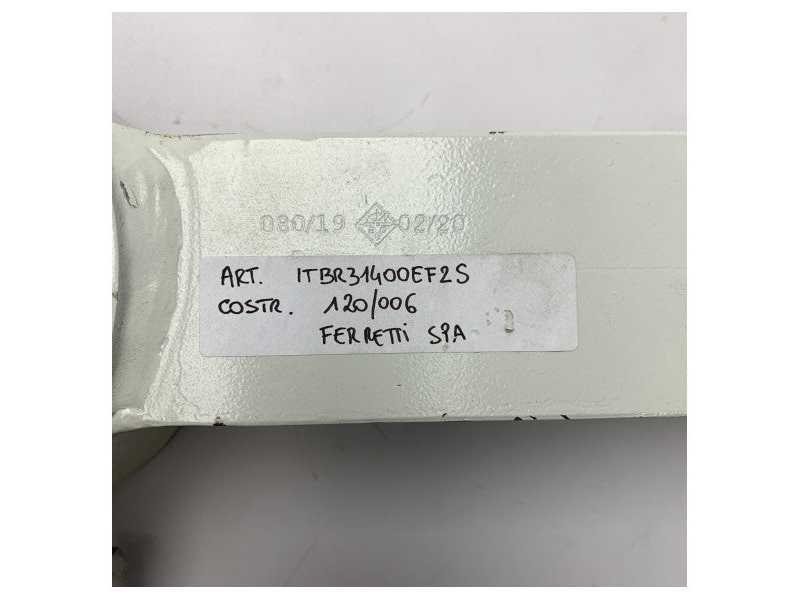 080/19 02/20
ART. ITBR31400EF2S
COSTR. 120/006
FERRETTI SPA